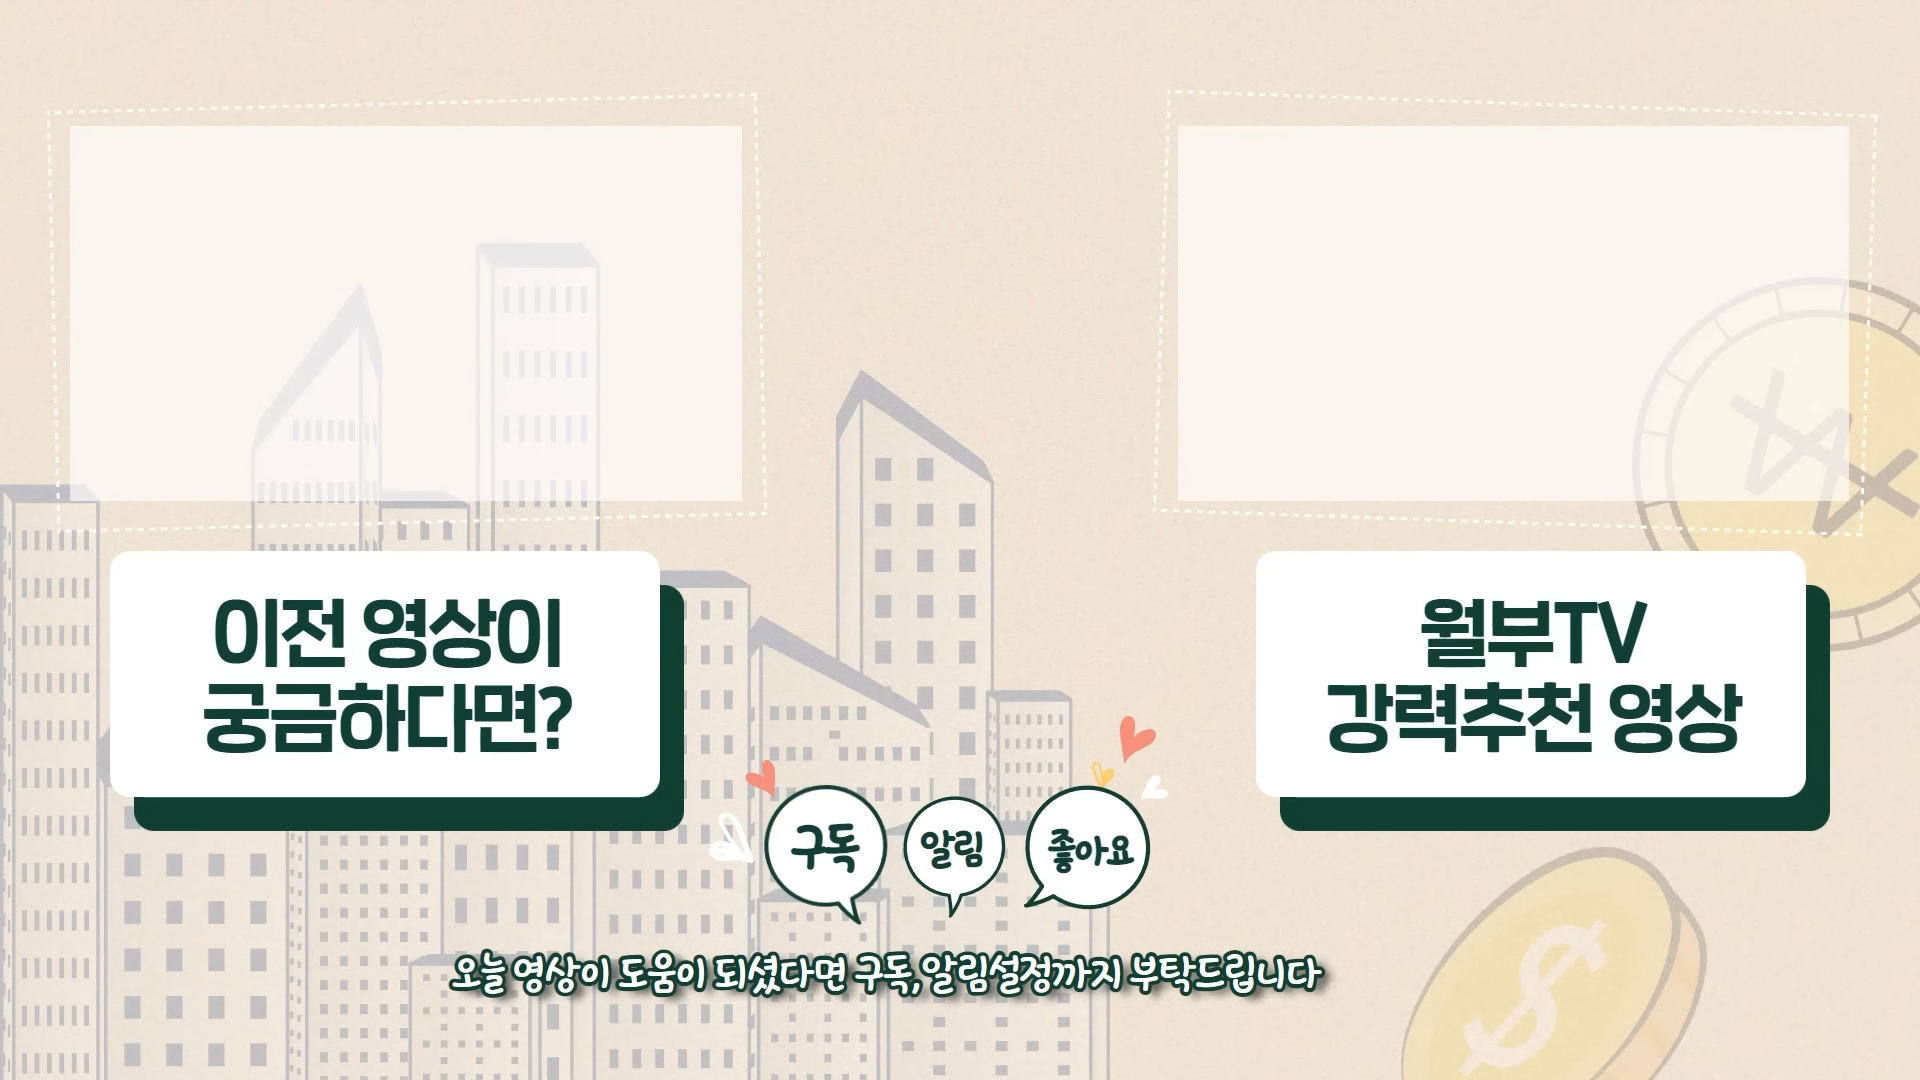 이전 영상이
궁금하다면?
월부TV
강력추천 영상
구독
알림
좋아요
오늘 영상이 도움이 되셨다면 구독,알림설정까지 부탁드립니다